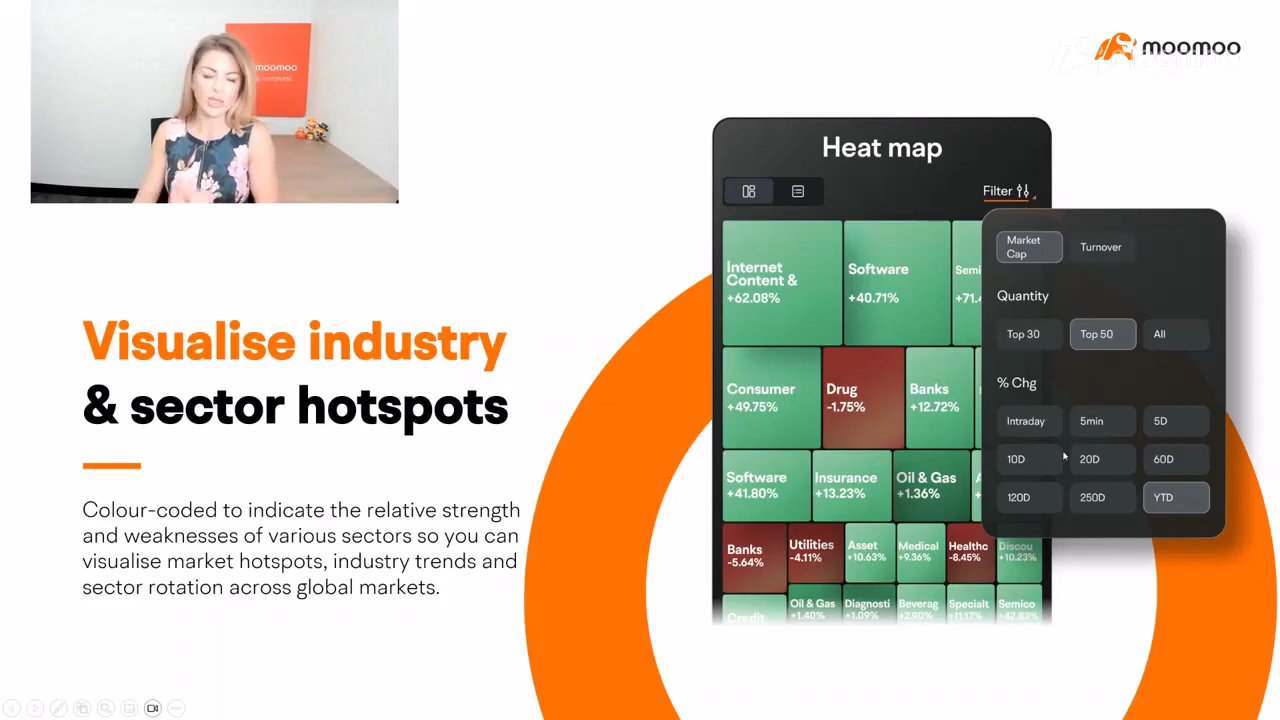 moomoo
moomoo
Heat map
Filter
Market
Cap
Turnover
Quantity
Top 30
Top 50
All
% Chg
Intraday
5min
5D
10D
20D
60D
120D
250D
YTD
Internet
Content &
+62.08%
Software
+40.71%
Semi
+71.4
Consumer
+49.75%
Drug
-1.75%
Banks
+12.72%
Software
+41.80%
Insurance
+13.23%
Oil & Gas
+1.36%
Banks
-5.64%
Utilities
-4.11%
Asset
+10.63%
Medical
+9.36%
Healthc
-8.45%
Discou
+10.23%
Credit
Oil & Gas
+1.40%
Diagnosti
+1.09%
Beverag
+2.90%
Specialt
+11.17%
Semico
+42.83%
Visualise industry
& sector hotspots
Colour-coded to indicate the relative strength
and weaknesses of various sectors so you can
visualise market hotspots, industry trends and
sector rotation across global markets.